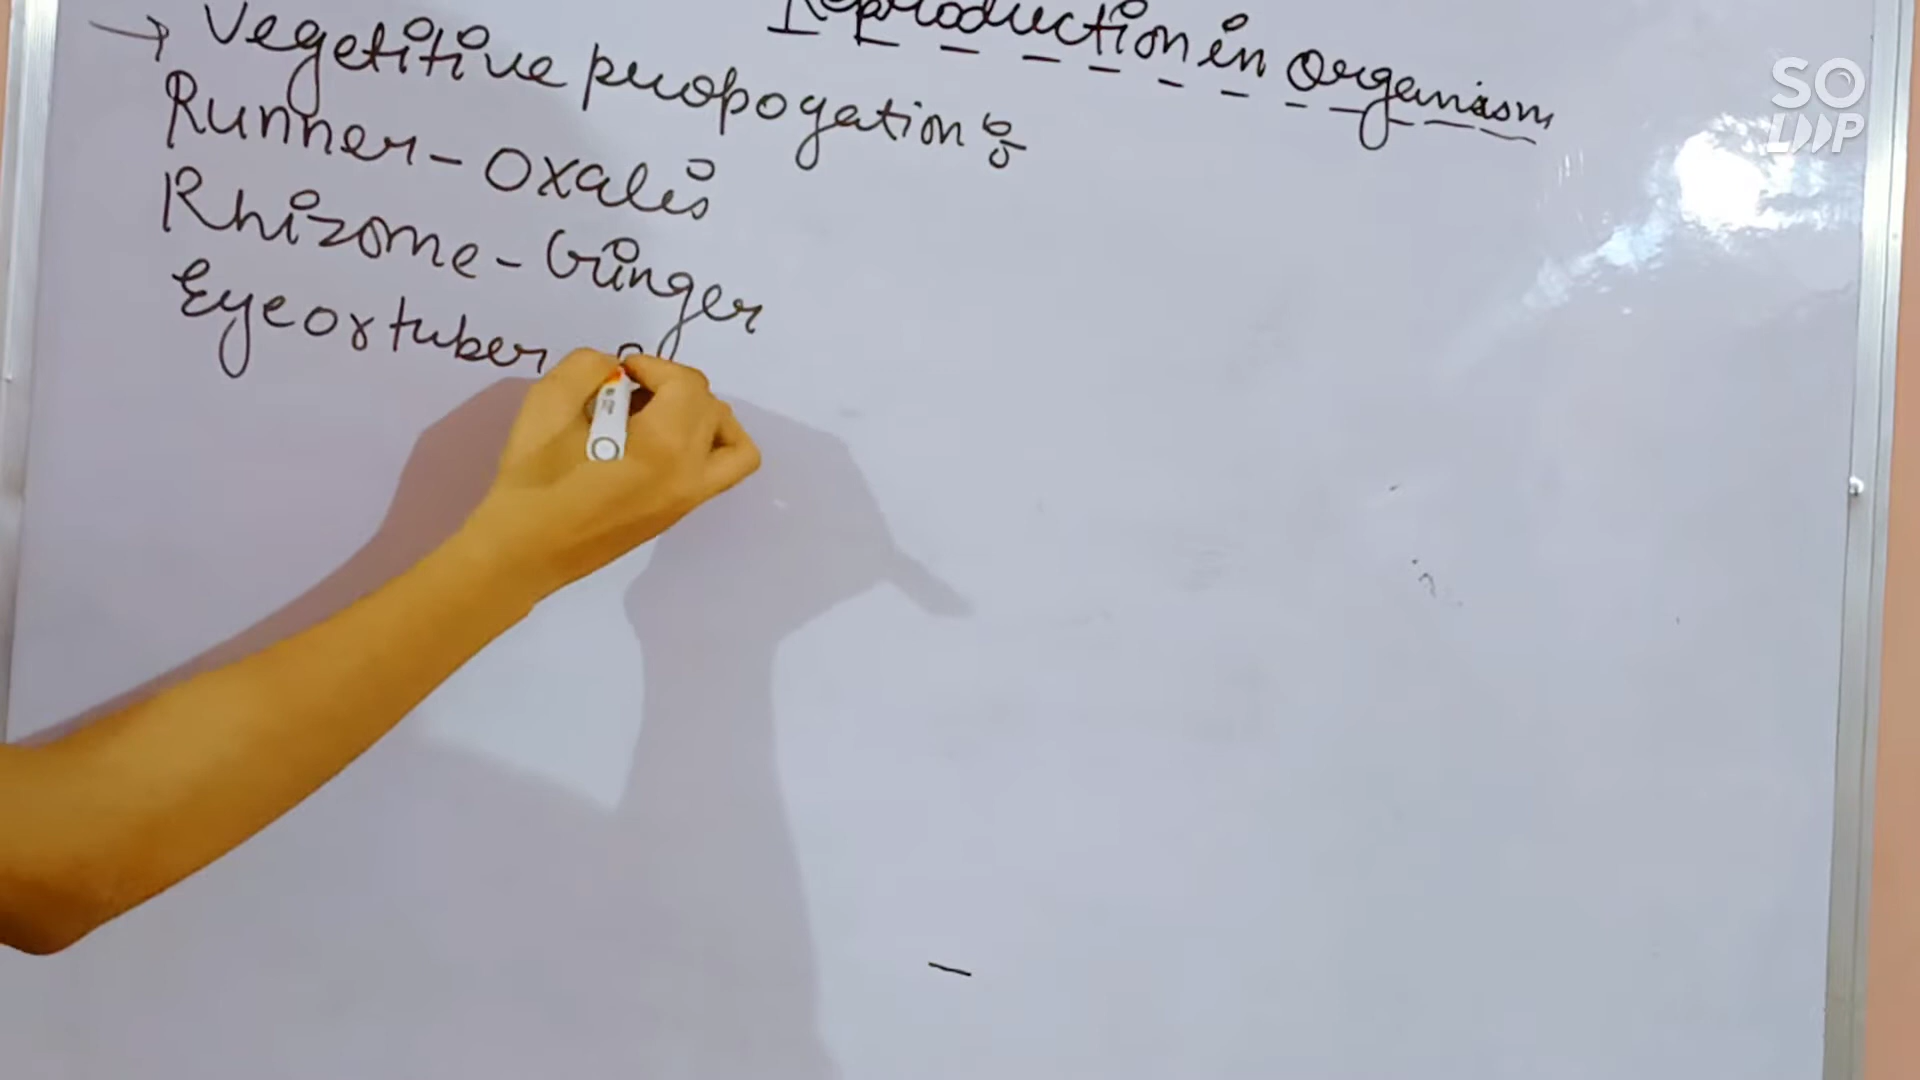 Reproduction in Organism
→ Vegetitive propogation :-
Runner - Oxalis
Rhizome - Ginger
Eye or tuber
SO
LOOP